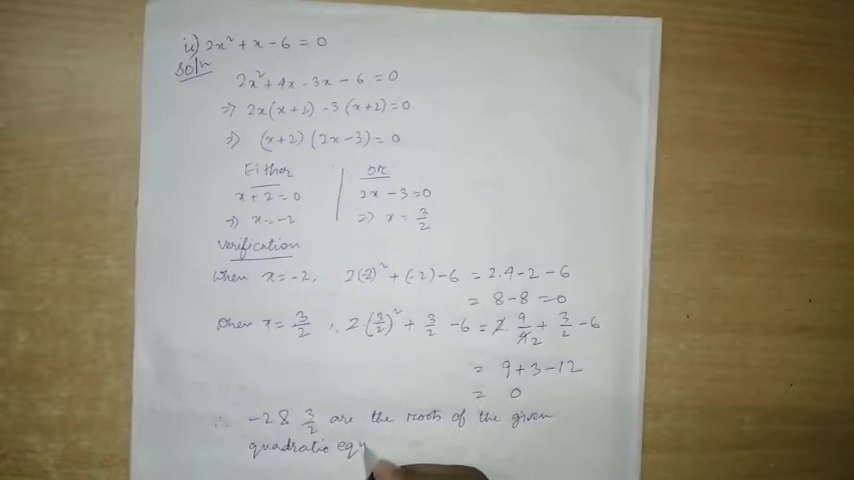 ii) 2x² + x - 6 = 0
Solⁿ
2x² + 4x - 3x - 6 = 0
⇒ 2x(x+2) - 3(x+2) = 0
⇒ (x+2)(2x-3) = 0
Either | OR
x + 2 = 0 | 2x - 3 = 0
⇒ x = -2 | ⇒ x = 3/2
Verification
When x = -2, 2(-2)² + (-2) - 6 = 2.4 - 2 - 6
= 8 - 8 = 0
When x = 3/2, 2.(3/2)² + 3/2 - 6 = 2. 9/4 2 + 3/2 - 6
= 9 + 3 - 12
= 0
∴ -2 & 3/2 are the roots of the given
quadratic eqⁿ